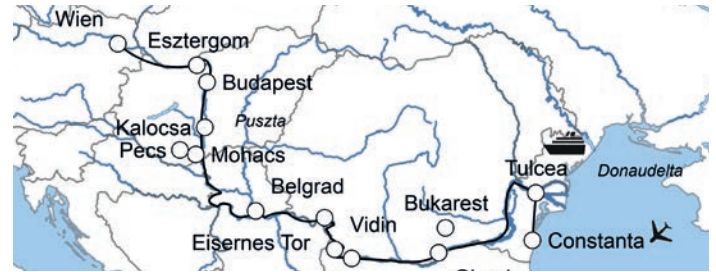 Wien
Esztergom
Budapest
Kalocsa
Puszta
Pecs
Mohacs
Tulcea
Donaudelta
Belgrad
Bukarest
Eisernes Tor
Vidin
Constanta